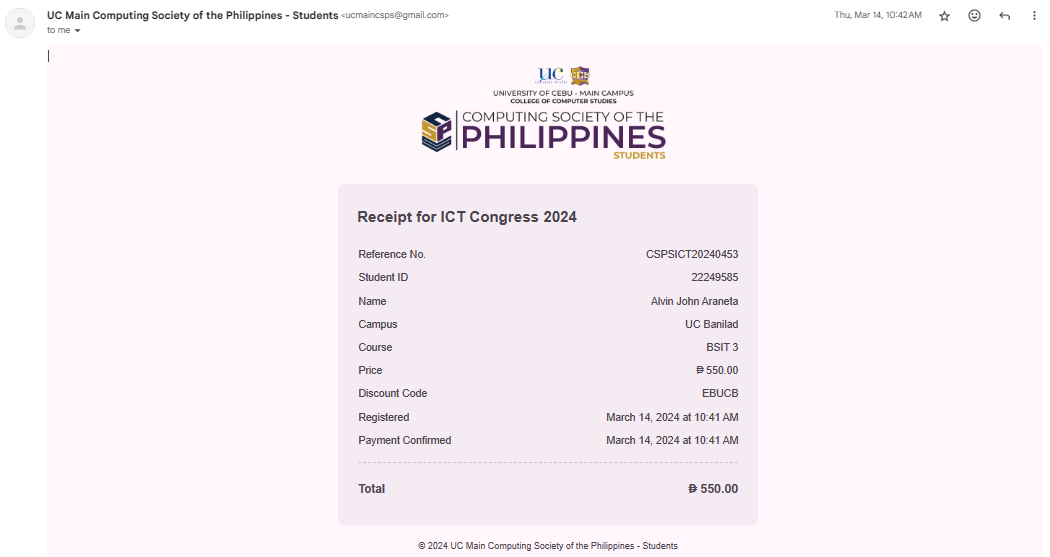 UC Main Computing Society of the Philippines - Students <ucmaincsps@gmail.com>
Thu, Mar 14, 10:42AM
to me
UC
CCS
UNIVERSITY OF CEBU - MAIN CAMPUS
COLLEGE OF COMPUTER STUDIES
CSP
COMPUTING SOCIETY OF THE
PHILIPPINES
STUDENTS
Receipt for ICT Congress 2024
Reference No. CSPSICT20240453
Student ID 22249585
Name Alvin John Araneta
Campus UC Banilad
Course BSIT 3
Price ₱ 550.00
Discount Code EBUCB
Registered March 14, 2024 at 10:41 AM
Payment Confirmed March 14, 2024 at 10:41 AM
Total ₱ 550.00
© 2024 UC Main Computing Society of the Philippines - Students